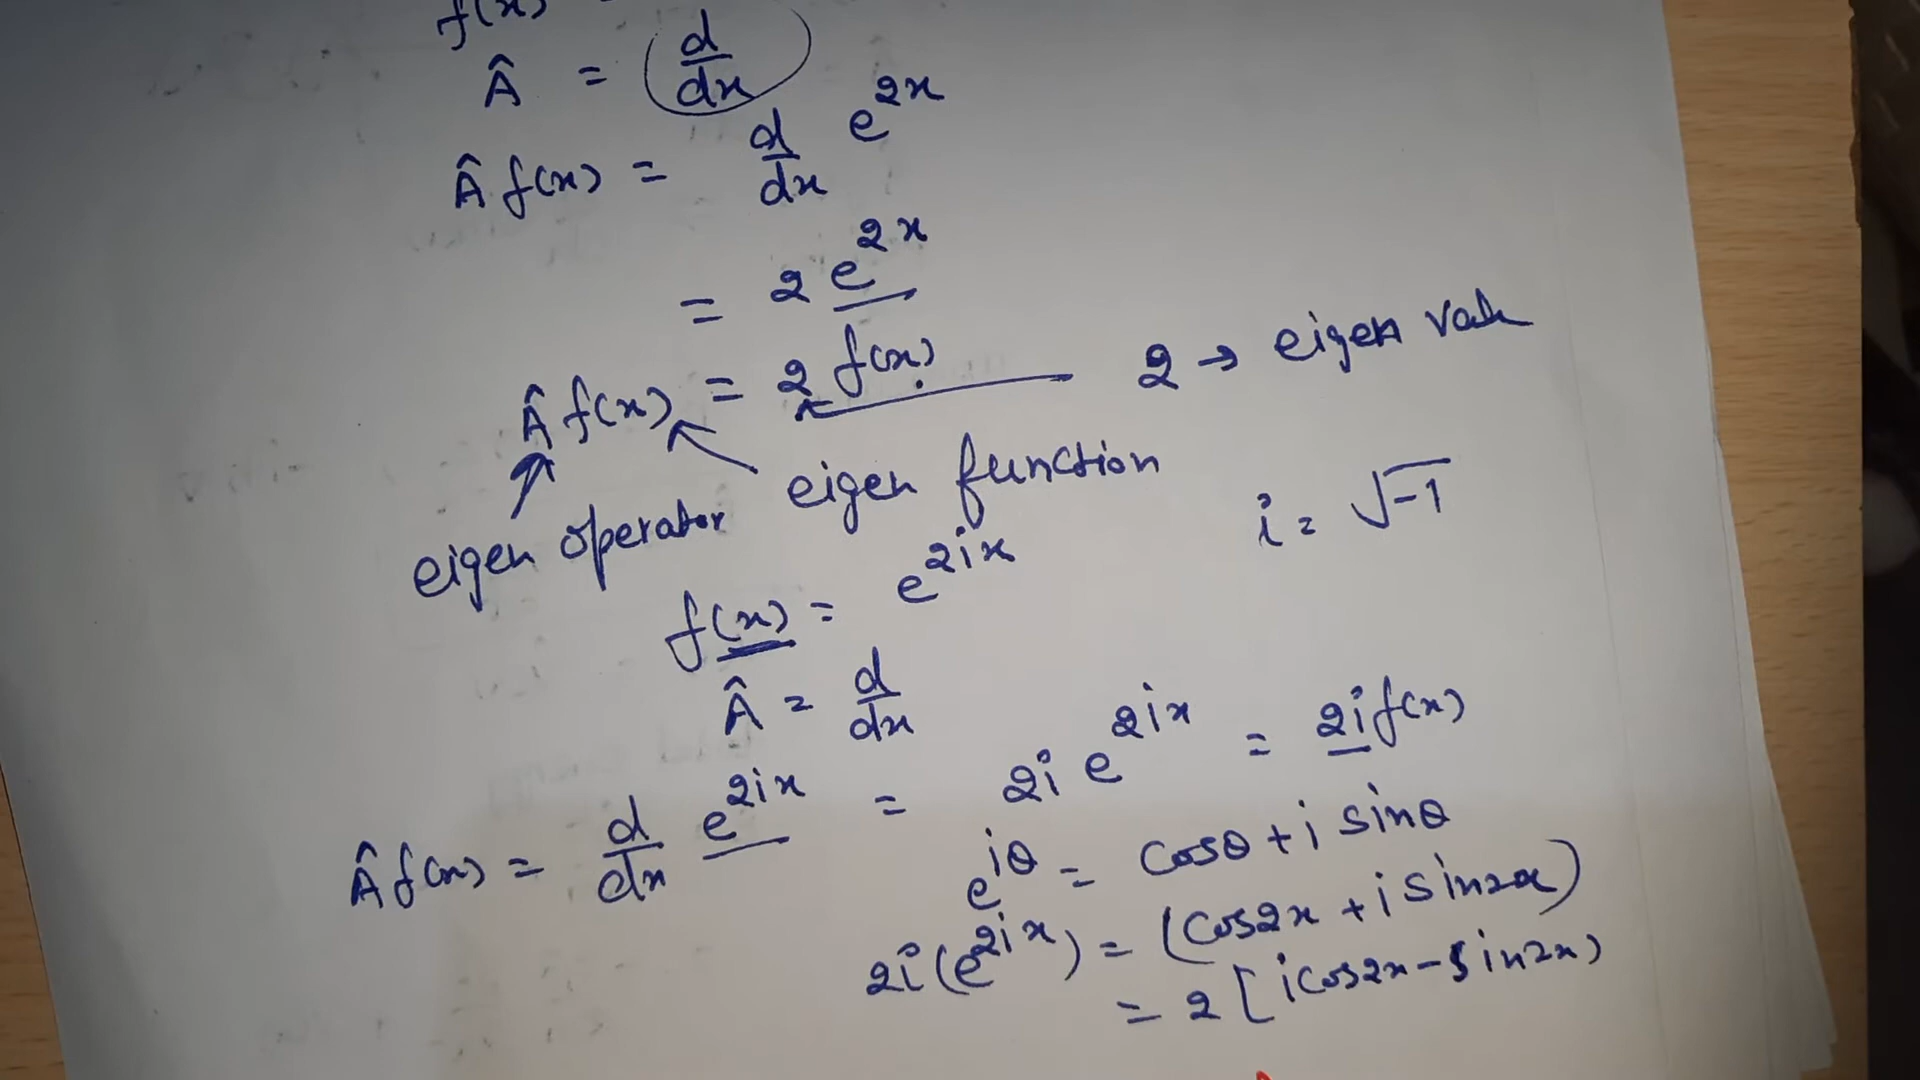 f(x)
Â = d/dx
Â f(x) = d/dx e^2x
= 2 e^2x
Â f(x) = 2 f(x)
2 → eigen valu
eigen operator
eigen function
i = √-1
f(x) = e^2ix
Â = d/dx
Â f(x) = d/dx e^2ix = 2i e^2ix = 2i f(x)
e^iθ = Cosθ + i sinθ
2i(e^2ix) = (Cos2x + i Sin2x)
= 2 [i Cos2x - Sin2x)